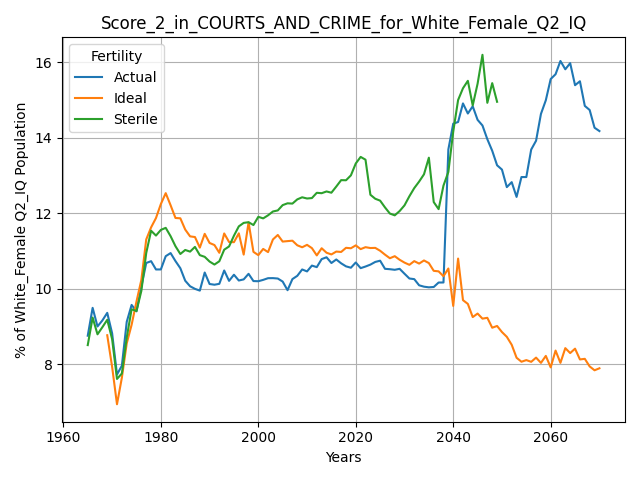 Score_2_in_COURTS_AND_CRIME_for_White_Female_Q2_IQ
Fertility
Actual
Ideal
Sterile
% of White_Female Q2_IQ Population
16
14
12
10
8
1960
1980
2000
2020
2040
2060
Years